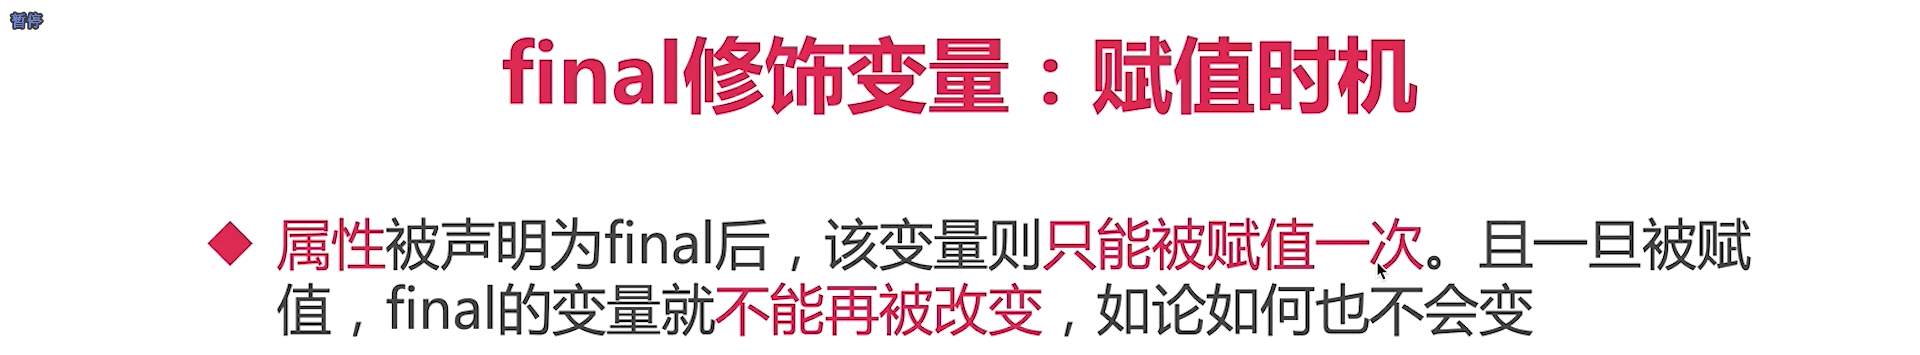 暂停
final修饰变量：赋值时机
属性被声明为final后，该变量则只能被赋值一次。且一旦被赋
值，final的变量就不能再被改变，如论如何也不会变